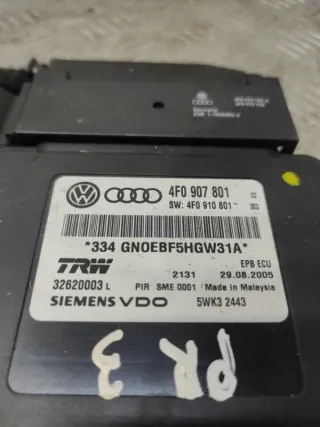 4F0 907 801
SW: 4F0 910 801
*334 GN0EBF5HGW31A*
EPB ECU
TRW 2131 29.08.2005
32620003 L PIR SME 0001 Made in Malaysia
SIEMENS VDO 5WK3 2443
PR
3